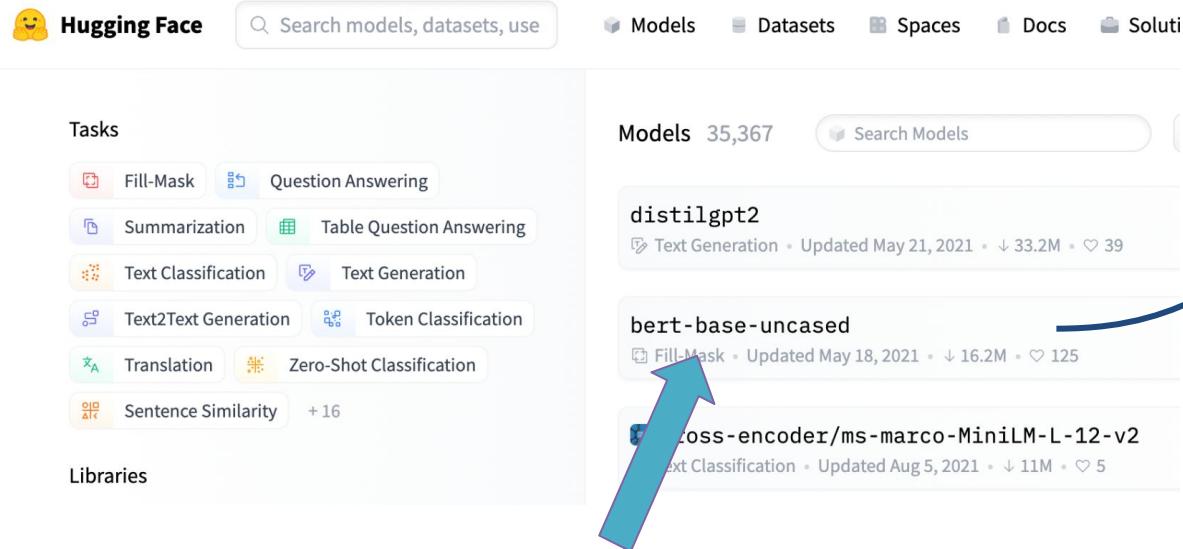 Hugging Face Search models, datasets, use Models Datasets Spaces Docs Soluti
Tasks
Fill-Mask Question Answering
Summarization Table Question Answering
Text Classification Text Generation
Text2Text Generation Token Classification
Translation Zero-Shot Classification
Sentence Similarity + 16
Libraries
Models 35,367 Search Models
distilgpt2
Text Generation • Updated May 21, 2021 • ↓ 33.2M • ♡ 39
bert-base-uncased
Fill-Mask • Updated May 18, 2021 • ↓ 16.2M • ♡ 125
oss-encoder/ms-marco-MiniLM-L-12-v2
ext Classification • Updated Aug 5, 2021 • ↓ 11M • ♡ 5